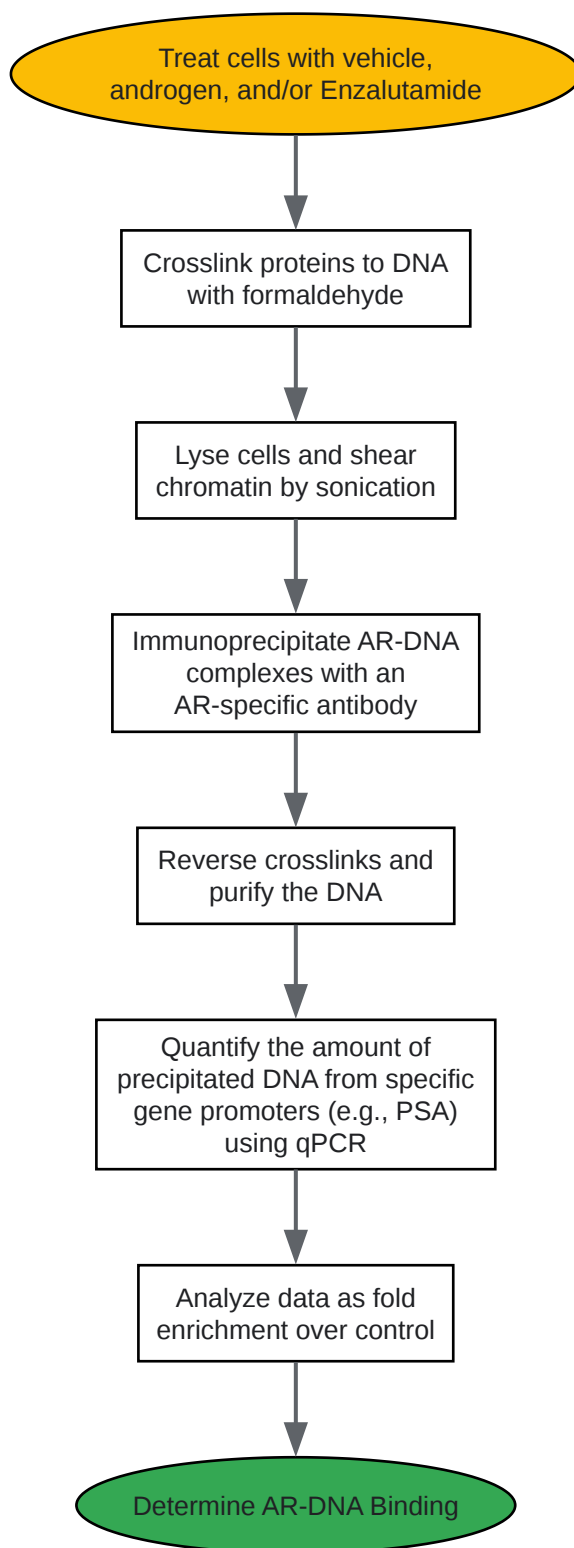 Treat cells with vehicle,
androgen, and/or Enzalutamide
Crosslink proteins to DNA
with formaldehyde
Lyse cells and shear
chromatin by sonication
Immunoprecipitate AR-DNA
complexes with an
AR-specific antibody
Reverse crosslinks and
purify the DNA
Quantify the amount of
precipitated DNA from specific
gene promoters (e.g., PSA)
using qPCR
Analyze data as fold
enrichment over control
Determine AR-DNA Binding